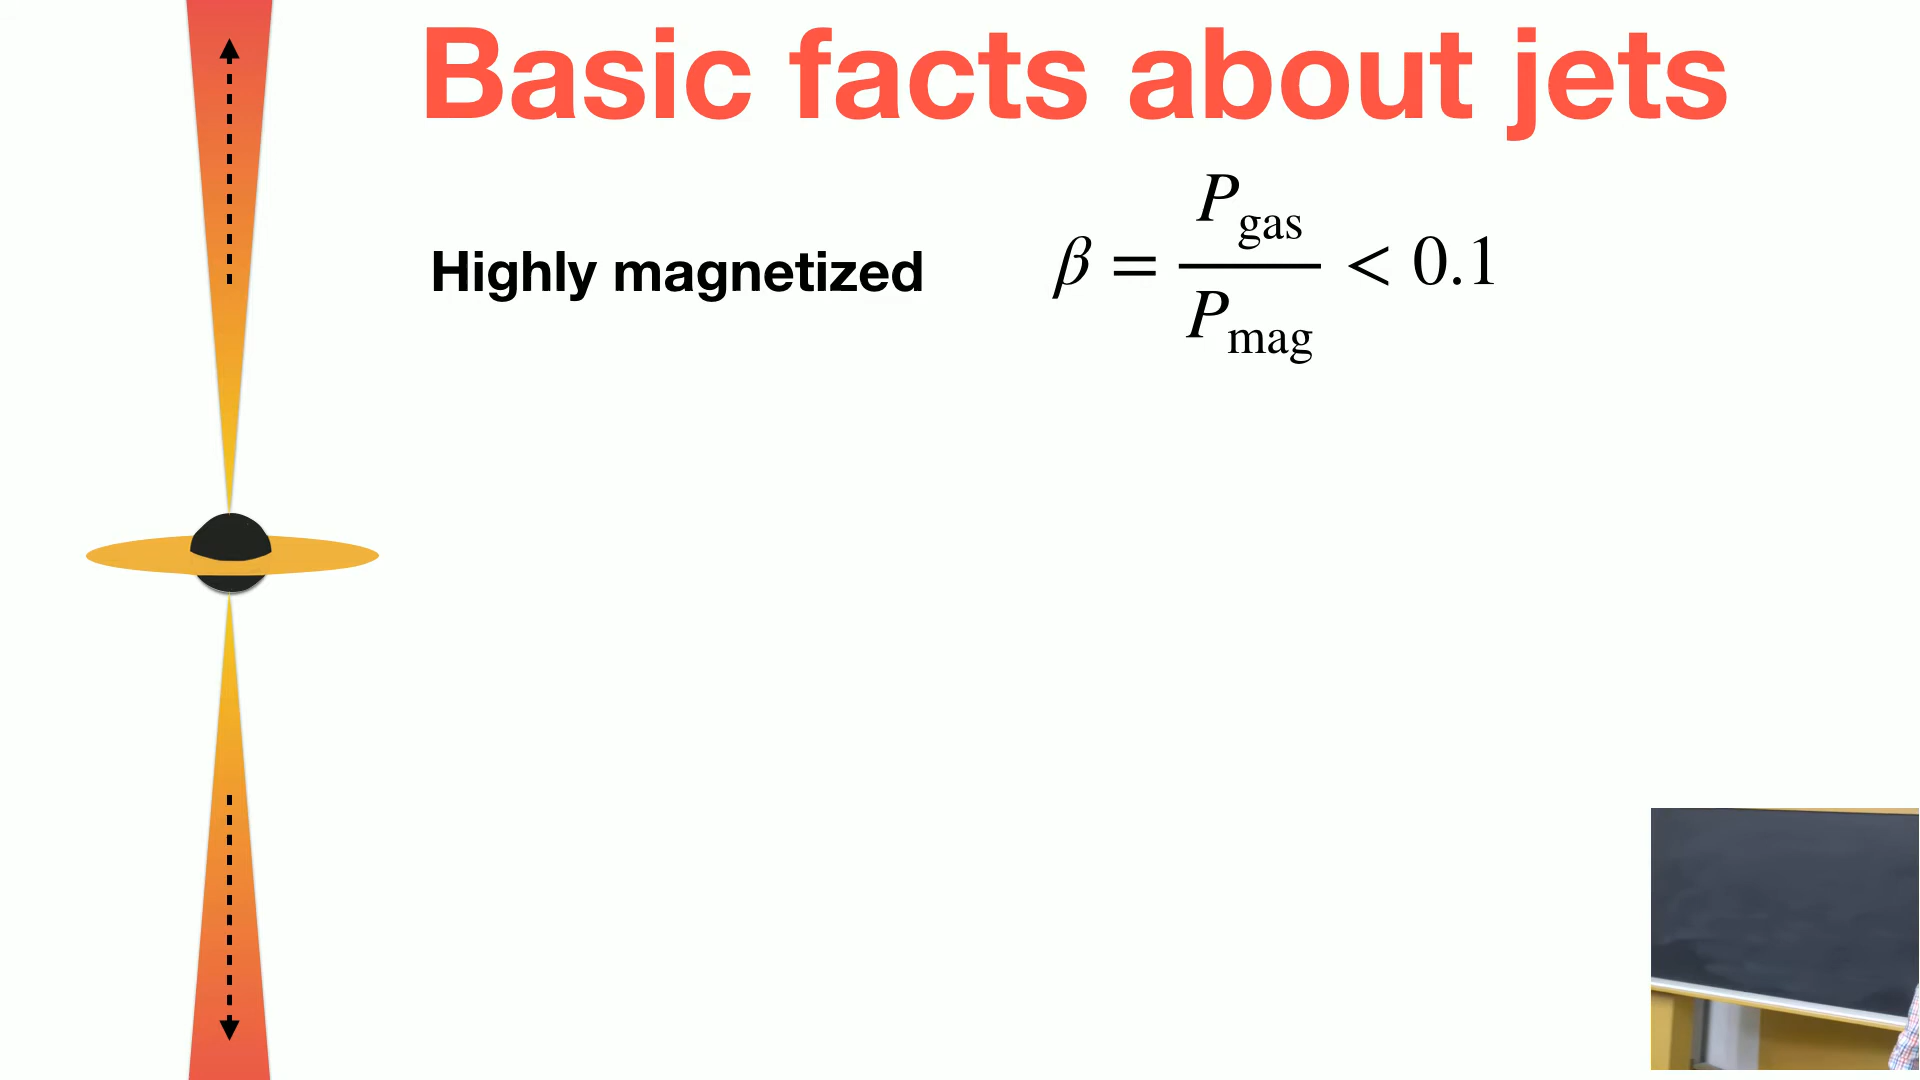 Basic facts about jets
Highly magnetized
β = P_gas / P_mag < 0.1